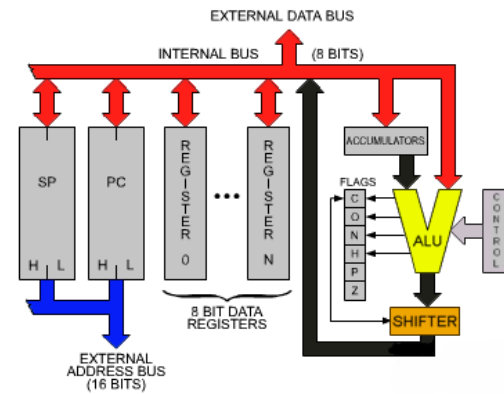 EXTERNAL DATA BUS
INTERNAL BUS (8 BITS)
SP
PC
REGISTER 0
REGISTER N
ACCUMULATORS
FLAGS
C
O
N
H
P
Z
ALU
CONTROL
H L
H L
8 BIT DATA
REGISTERS
SHIFTER
EXTERNAL
ADDRESS BUS
(16 BITS)